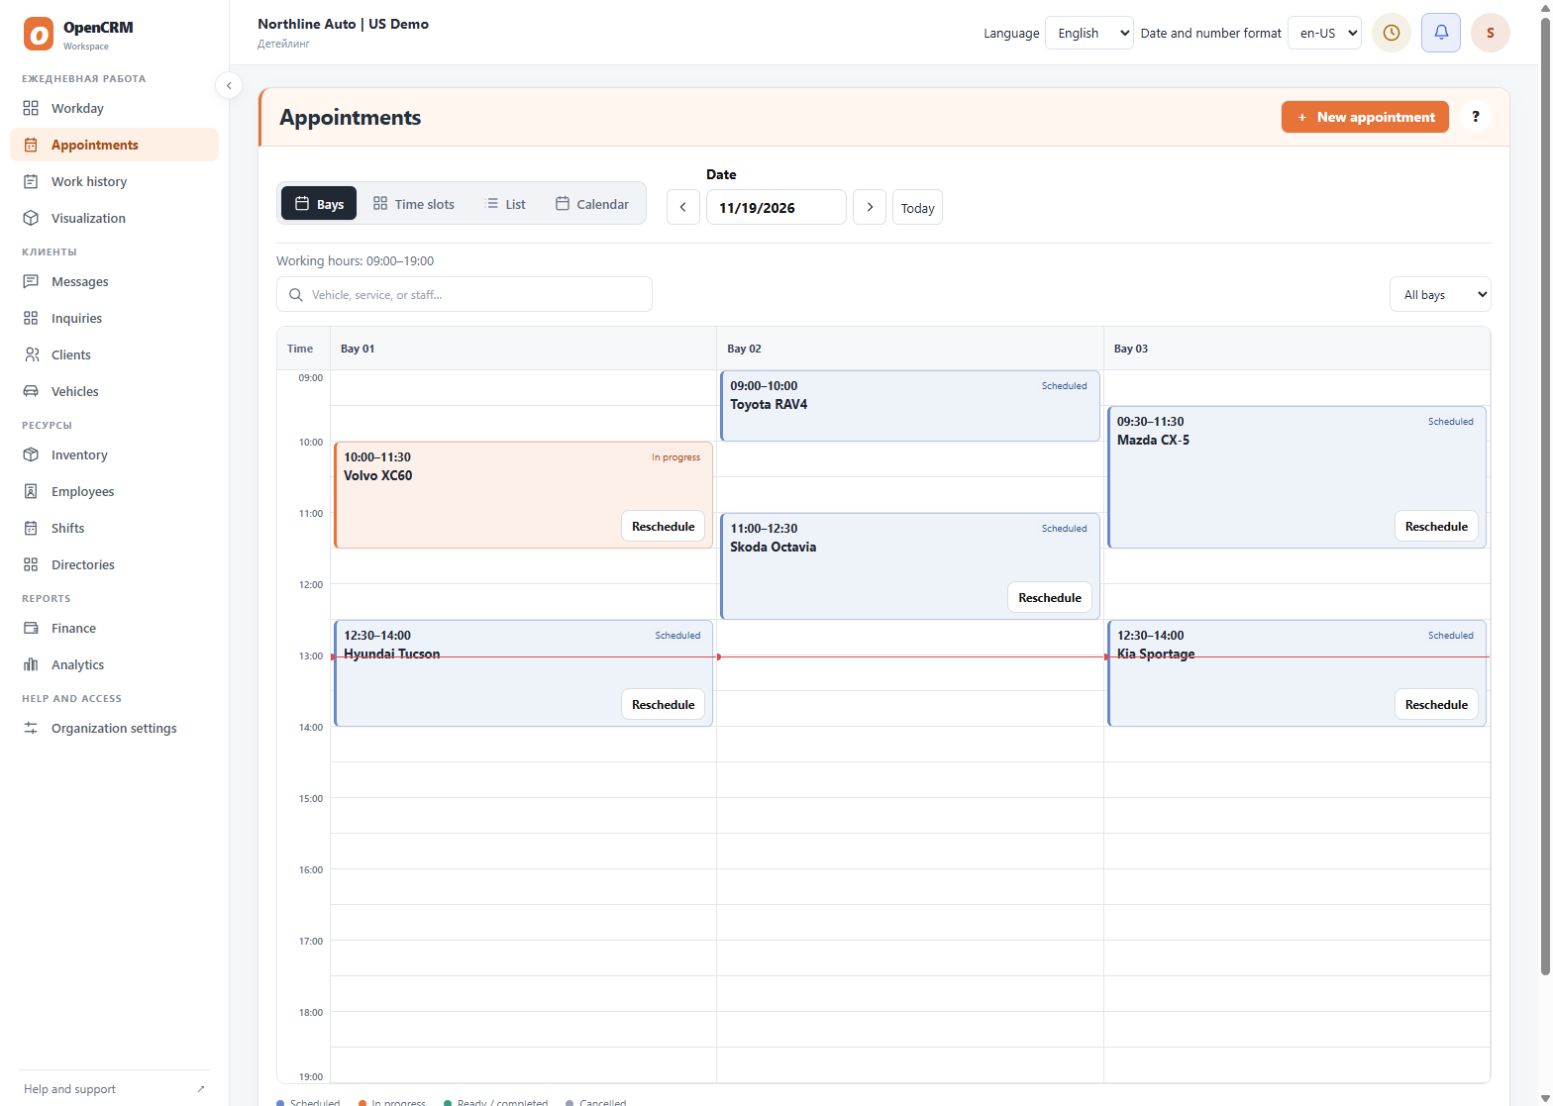 OpenCRM
Workspace
ЕЖЕДНЕВНАЯ РАБОТА
Workday
Appointments
Work history
Visualization
КЛИЕНТЫ
Messages
Inquiries
Clients
Vehicles
РЕСУРСЫ
Inventory
Employees
Shifts
Directories
REPORTS
Finance
Analytics
HELP AND ACCESS
Organization settings
Help and support ↗
Northline Auto | US Demo
Детейлинг
Language English Date and number format en-US S
Appointments
+ New appointment ?
Date
Bays Time slots List Calendar 11/19/2026 Today
Working hours: 09:00–19:00
Vehicle, service, or staff... All bays
Time Bay 01 Bay 02 Bay 03
09:00
09:00–10:00 Scheduled
Toyota RAV4
09:30–11:30 Scheduled
Mazda CX-5
10:00
10:00–11:30 In progress
Volvo XC60
11:00
Reschedule
Reschedule
11:00–12:30 Scheduled
Skoda Octavia
12:00
Reschedule
12:30–14:00 Scheduled
Hyundai Tucson
12:30–14:00 Scheduled
Kia Sportage
13:00
Reschedule
Reschedule
14:00
15:00
16:00
17:00
18:00
19:00
Scheduled In progress Ready / completed Cancelled